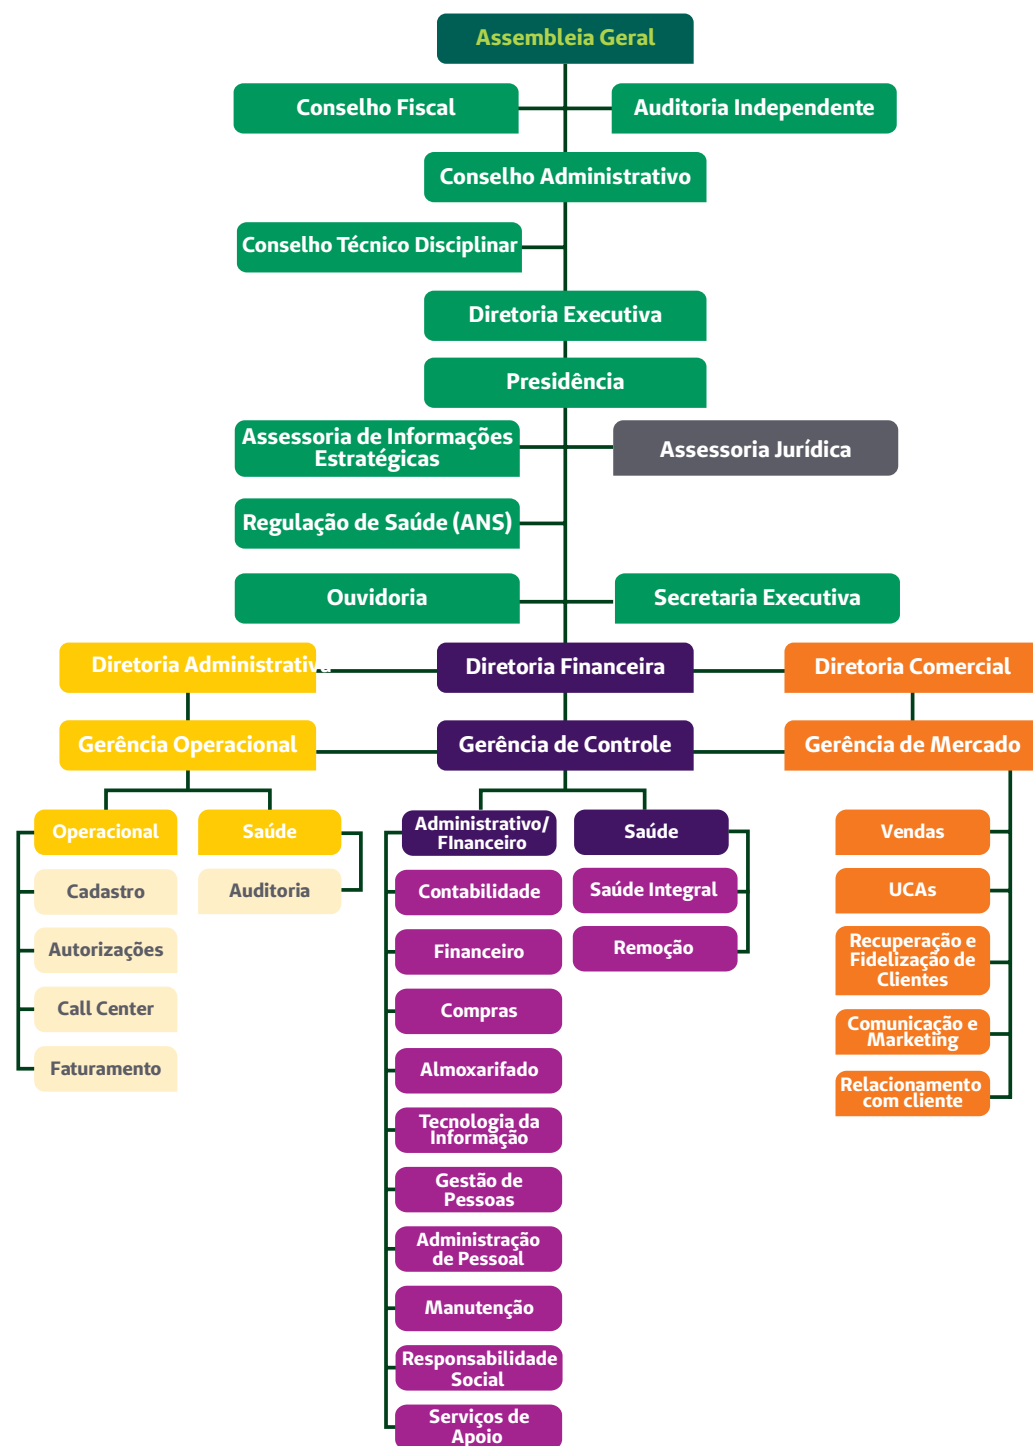 Assembleia Geral
Conselho Fiscal
Auditoria Independente
Conselho Administrativo
Conselho Técnico Disciplinar
Diretoria Executiva
Presidência
Assessoria de Informações
Estratégicas
Assessoria Jurídica
Regulação de Saúde (ANS)
Ouvidoria
Secretaria Executiva
Diretoria Administrativa
Diretoria Financeira
Diretoria Comercial
Gerência Operacional
Gerência de Controle
Gerência de Mercado
Operacional
Cadastro
Autorizações
Call Center
Faturamento
Saúde
Auditoria
Administrativo/
FInanceiro
Contabilidade
Financeiro
Compras
Almoxarifado
Tecnologia da
Informação
Gestão de
Pessoas
Administração
de Pessoal
Manutenção
Responsabilidade
Social
Serviços de
Apoio
Saúde
Saúde Integral
Remoção
Vendas
UCAs
Recuperação e
Fidelização de
Clientes
Comunicação e
Marketing
Relacionamento
com cliente